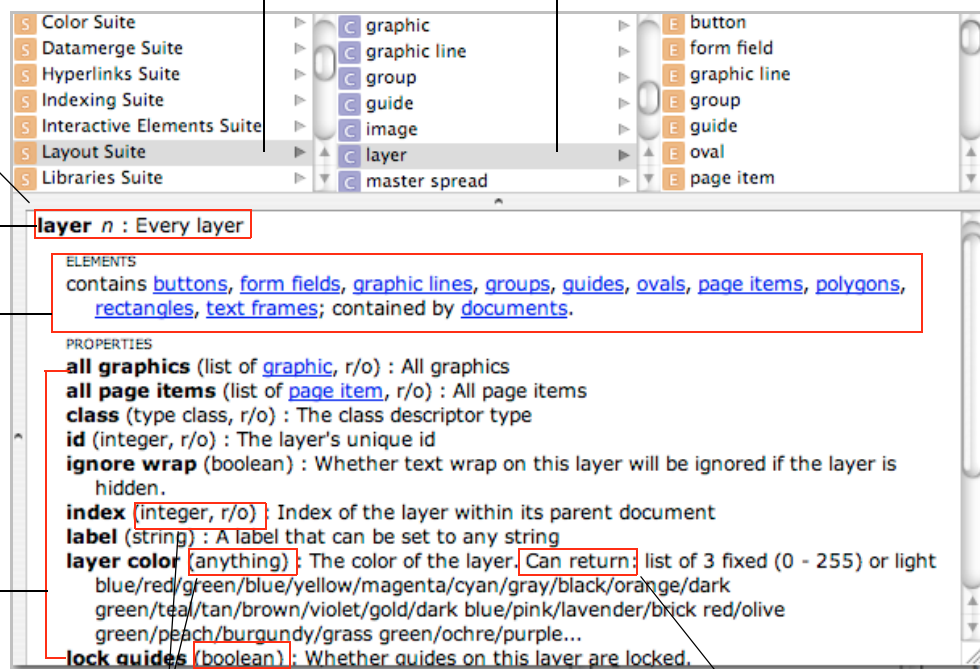 S Color Suite
S Datamerge Suite
S Hyperlinks Suite
S Indexing Suite
S Interactive Elements Suite
S Layout Suite
S Libraries Suite
C graphic
C graphic line
C group
C guide
C image
C layer
C master spread
E button
E form field
E graphic line
E group
E guide
E oval
E page item
layer n : Every layer
ELEMENTS
contains buttons, form fields, graphic lines, groups, guides, ovals, page items, polygons,
rectangles, text frames; contained by documents.
PROPERTIES
all graphics (list of graphic, r/o) : All graphics
all page items (list of page item, r/o) : All page items
class (type class, r/o) : The class descriptor type
id (integer, r/o) : The layer's unique id
ignore wrap (boolean) : Whether text wrap on this layer will be ignored if the layer is
hidden.
index (integer, r/o) : Index of the layer within its parent document
label (string) : A label that can be set to any string
layer color (anything) : The color of the layer. Can return: list of 3 fixed (0 - 255) or light
blue/red/green/blue/yellow/magenta/cyan/gray/black/orange/dark
green/teal/tan/brown/violet/gold/dark blue/pink/lavender/brick red/olive
green/peach/burgundy/grass green/ochre/purple...
lock guides (boolean) : Whether guides on this layer are locked.